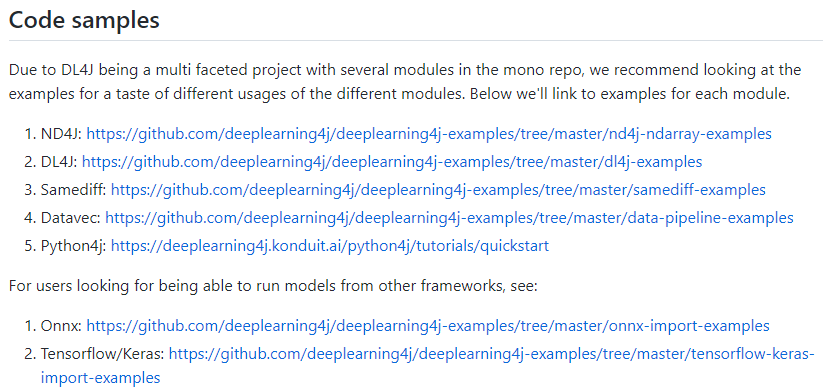 Code samples
Due to DL4J being a multi faceted project with several modules in the mono repo, we recommend looking at the
examples for a taste of different usages of the different modules. Below we'll link to examples for each module.
1. ND4J: https://github.com/deeplearning4j/deeplearning4j-examples/tree/master/nd4j-ndarray-examples
2. DL4J: https://github.com/deeplearning4j/deeplearning4j-examples/tree/master/dl4j-examples
3. Samediff: https://github.com/deeplearning4j/deeplearning4j-examples/tree/master/samediff-examples
4. Datavec: https://github.com/deeplearning4j/deeplearning4j-examples/tree/master/data-pipeline-examples
5. Python4j: https://deeplearning4j.konduit.ai/python4j/tutorials/quickstart
For users looking for being able to run models from other frameworks, see:
1. Onnx: https://github.com/deeplearning4j/deeplearning4j-examples/tree/master/onnx-import-examples
2. Tensorflow/Keras: https://github.com/deeplearning4j/deeplearning4j-examples/tree/master/tensorflow-keras-
import-examples